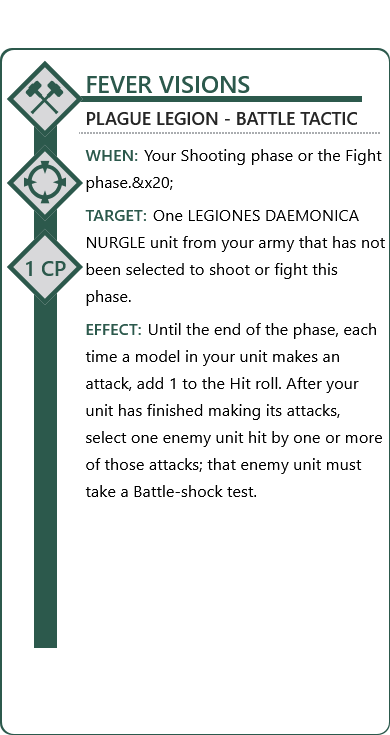 FEVER VISIONS
PLAGUE LEGION - BATTLE TACTIC
WHEN: Your Shooting phase or the Fight
phase.&x20;
TARGET: One LEGIONES DAEMONICA
NURGLE unit from your army that has not
been selected to shoot or fight this
phase.
1 CP
EFFECT: Until the end of the phase, each
time a model in your unit makes an
attack, add 1 to the Hit roll. After your
unit has finished making its attacks,
select one enemy unit hit by one or more
of those attacks; that enemy unit must
take a Battle-shock test.